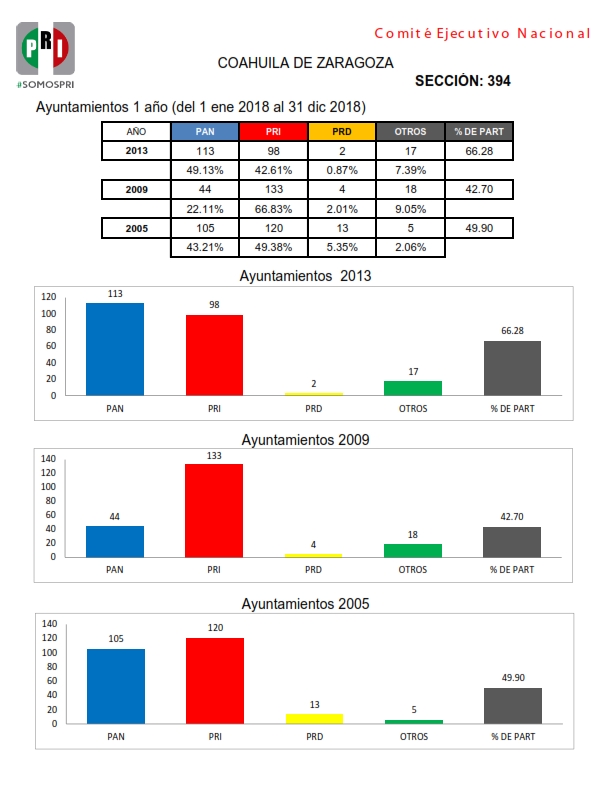 Comité Ejecutivo Nacional
PRI
#SOMOSPRI
COAHUILA DE ZARAGOZA
SECCIÓN: 394
Ayuntamientos 1 año (del 1 ene 2018 al 31 dic 2018)
AÑO PAN PRI PRD OTROS % DE PART
2013 113 98 2 17 66.28
49.13% 42.61% 0.87% 7.39%
2009 44 133 4 18 42.70
22.11% 66.83% 2.01% 9.05%
2005 105 120 13 5 49.90
43.21% 49.38% 5.35% 2.06%
Ayuntamientos 2013
120
100
80
60
40
20
0
113
98
2
17
66.28
PAN PRI PRD OTROS % DE PART
Ayuntamientos 2009
140
120
100
80
60
40
20
0
44
133
4
18
42.70
PAN PRI PRD OTROS % DE PART
Ayuntamientos 2005
140
120
100
80
60
40
20
0
105
120
13
5
49.90
PAN PRI PRD OTROS % DE PART